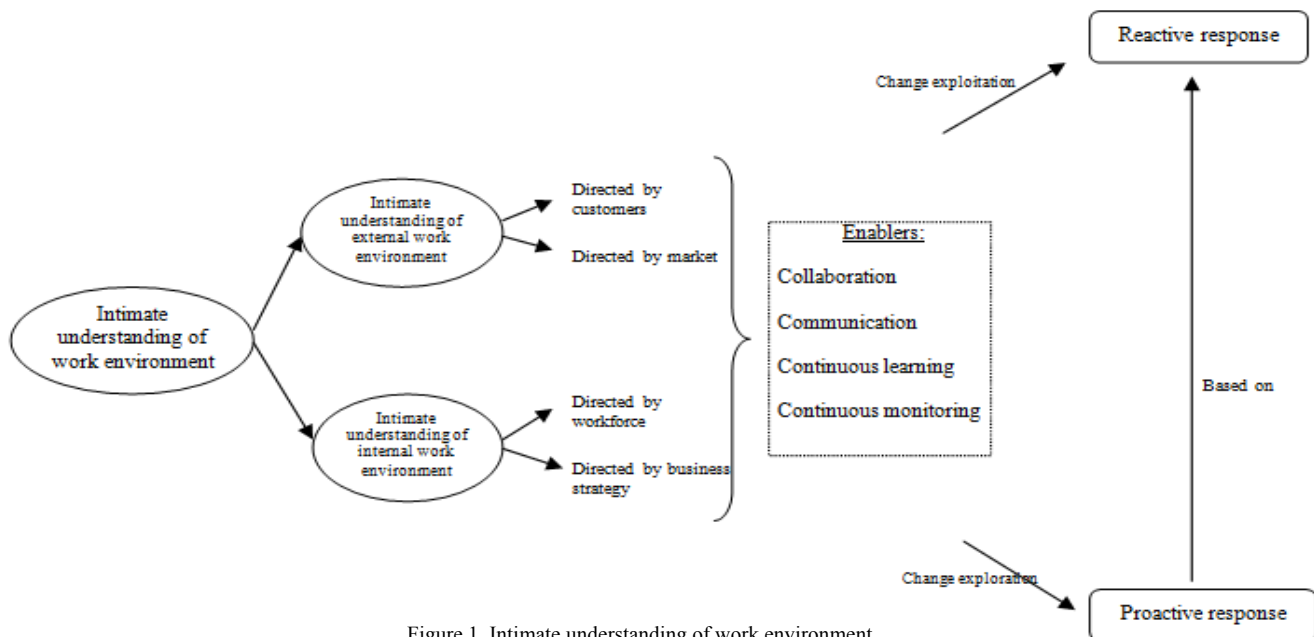 Reactive response
Change exploitation
Intimate
understanding of
external work
environment
Directed by
customers
Directed by market
Enablers:
Collaboration
Communication
Continuous learning
Continuous monitoring
Intimate
understanding of
work environment
Based on
Intimate
understanding of
internal work
environment
Directed by
workforce
Directed by business
strategy
Change exploration
Proactive response
Figure 1. Intimate understanding of work environment